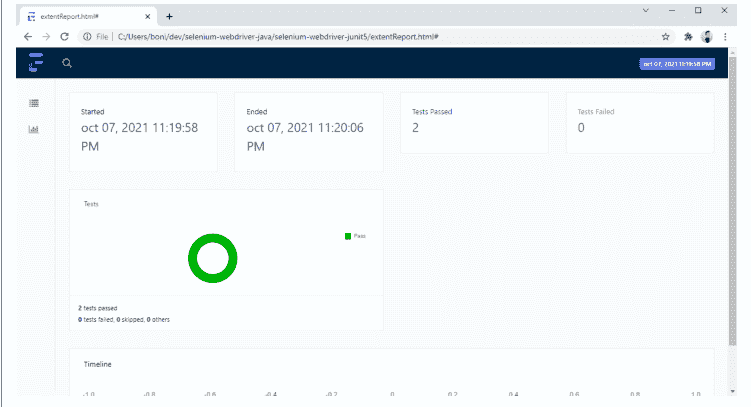 extentReport.html#
File
C:/Users/boni/dev/selenium-webdriver-java/selenium-webdriver-junit5/extentReport.html#
oct 07, 2021 11:19:58 PM
Started
oct 07, 2021 11:19:58
PM
Ended
oct 07, 2021 11:20:06
PM
Tests Passed
2
Tests Failed
0
Tests
Pass
2 tests passed
0 tests failed, 0 skipped, 0 others
Timeline
-1.0 -0.8 -0.6 -0.4 -0.2 0 0.2 0.4 0.6 0.8 1.0